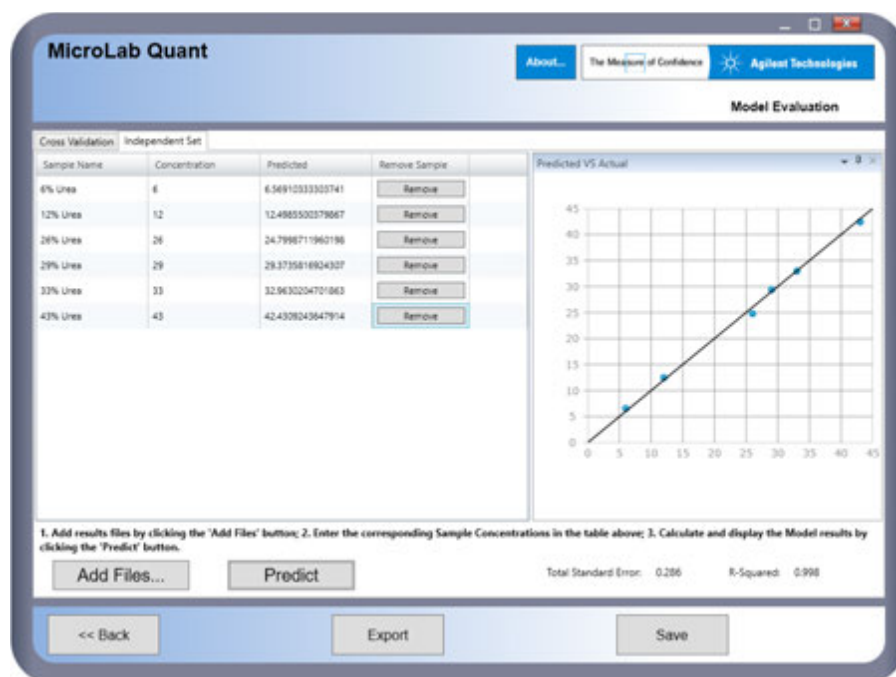 MicroLab Quant
About...
The Measure of Confidence
Agilent Technologies
Model Evaluation
Cross Validation Independent Set
Sample Name Concentration Predicted Remove Sample
6% Urea 6 6.56910333303741 Remove
12% Urea 12 12.4985500379867 Remove
26% Urea 26 24.7998711960198 Remove
29% Urea 29 29.3735816924307 Remove
33% Urea 33 32.9630204701863 Remove
43% Urea 43 42.4309243647914 Remove
Predicted VS Actual
45
40
35
30
25
20
15
10
5
0
0 5 10 15 20 25 30 35 40 45
1. Add results files by clicking the 'Add Files' button; 2. Enter the corresponding Sample Concentrations in the table above; 3. Calculate and display the Model results by
clicking the 'Predict' button.
Add Files... Predict Total Standard Error: 0.286 R-Squared: 0.998
<< Back Export Save